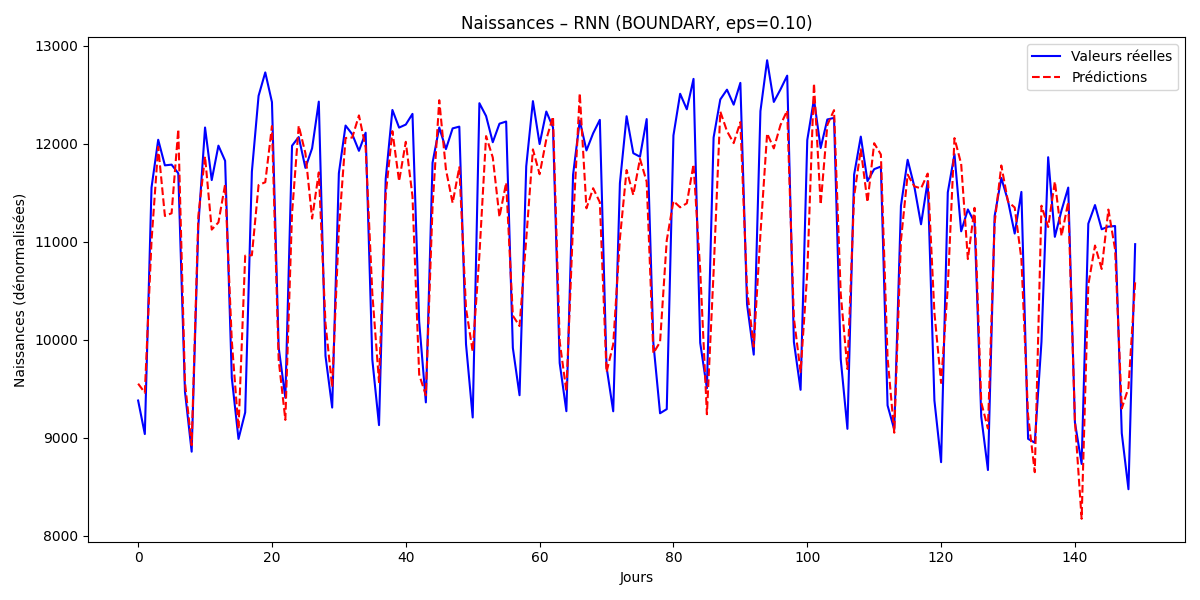 Naissances – RNN (BOUNDARY, eps=0.10)
Valeurs réelles
Prédictions
13000
12000
11000
10000
9000
8000
Naissances (dénormalisées)
0 20 40 60 80 100 120 140
Jours